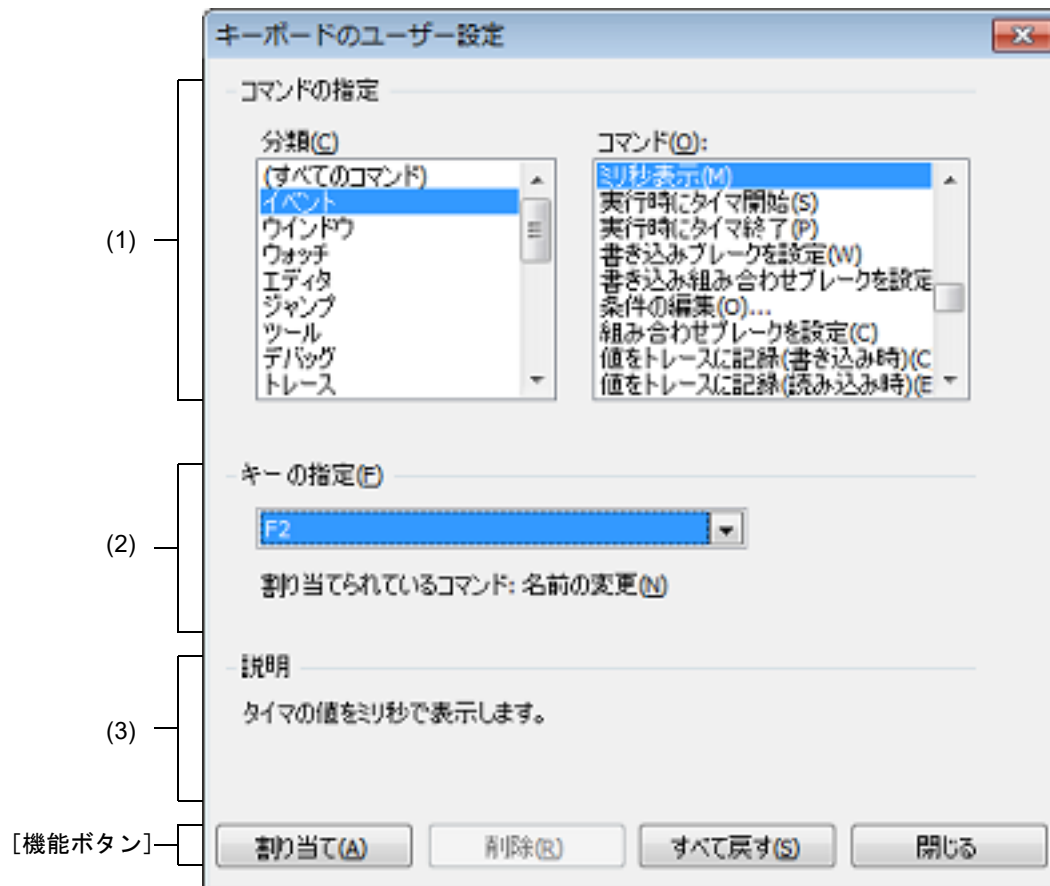 キーボードのユーザー設定
(1)
コマンドの指定
分類(C)
(すべてのコマンド)
イベント
ウインドウ
ウォッチ
エディタ
ジャンプ
ツール
デバッグ
トレース
コマンド(O):
ミリ秒表示(M)
実行時にタイマ開始(S)
実行時にタイマ終了(P)
書き込みブレークを設定(W)
書き込み組み合わせブレークを設定
条件の編集(O)...
組み合わせブレークを設定(C)
値をトレースに記録(書き込み時)(C
値をトレースに記録(読み込み時)(E
(2)
キーの指定(F)
F2
割り当てられているコマンド: 名前の変更(N)
(3)
説明
タイマの値をミリ秒で表示します。
[機能ボタン]
割り当て(A)
削除(R)
すべて戻す(S)
閉じる